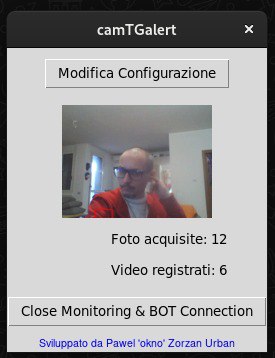 camTGalert
Modifica Configurazione
Foto acquisite: 12
Video registrati: 6
Close Monitoring & BOT Connection
Sviluppato da Pawel 'okno' Zorzan Urban